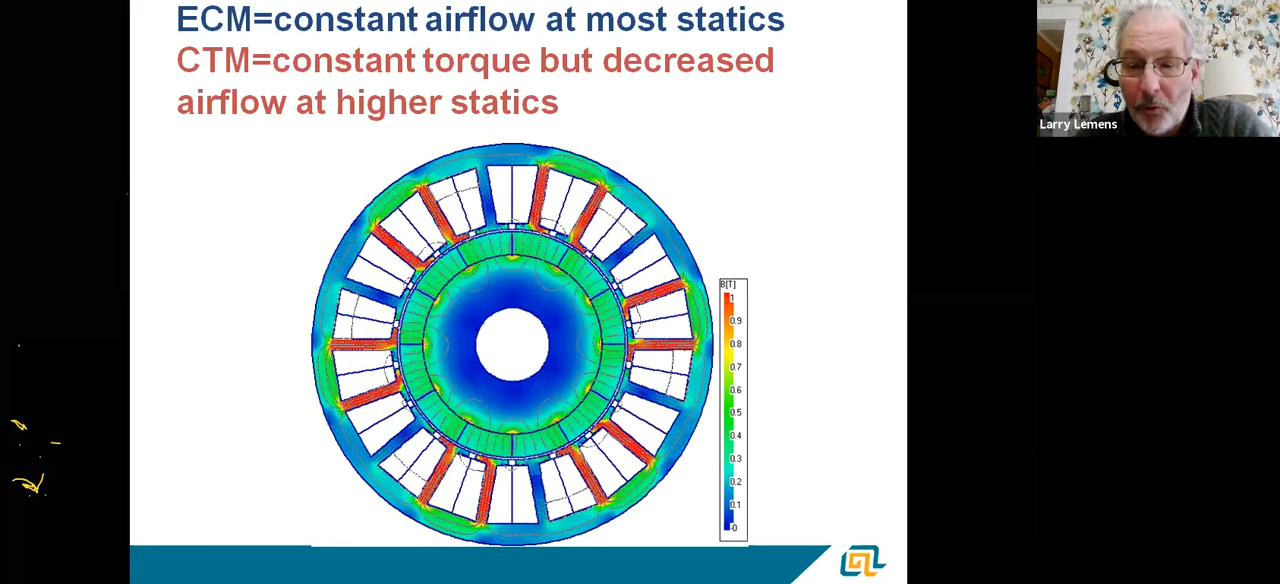 ECM=constant airflow at most statics
CTM=constant torque but decreased
airflow at higher statics
Larry Lemens
B[T]
1
0.9
0.8
0.7
0.6
0.5
0.4
0.3
0.2
0.1
0